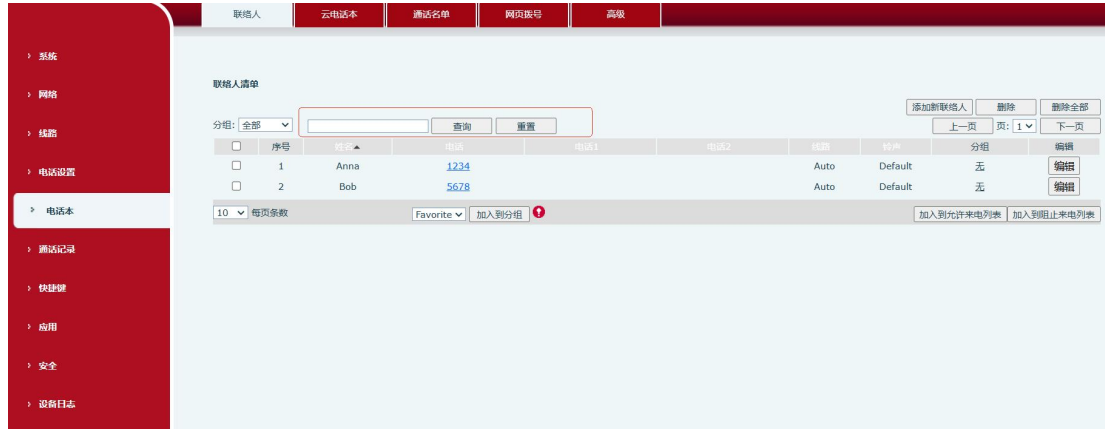 联络人 云电话本 通话名单 网页拨号 高级
系统
网络
线路
电话设置
电话本
通话记录
快捷键
应用
安全
设备日志
联络人清单
添加新联络人 删除 删除全部
分组: 全部 查询 重置 上一页 页: 1 下一页
序号 姓名 电话 电话1 电话2 线路 铃声 分组 编辑
1 Anna 1234 Auto Default 无 编辑
2 Bob 5678 Auto Default 无 编辑
10 每页条数 Favorite 加入到分组 加入到允许来电列表 加入到阻止来电列表